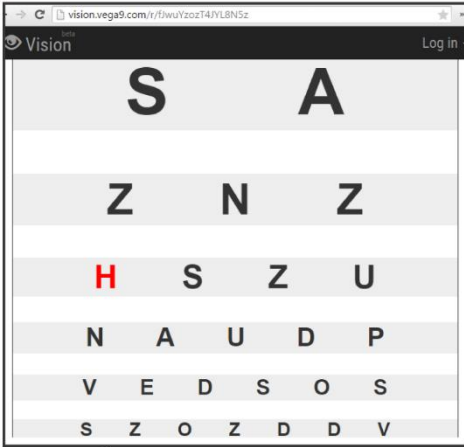 vision.vega9.com/r/fJwuYzozT4JYL8N5z
Vision beta
Log in
S A
Z N Z
H S Z U
N A U D P
V E D S O S
S Z O Z D D V